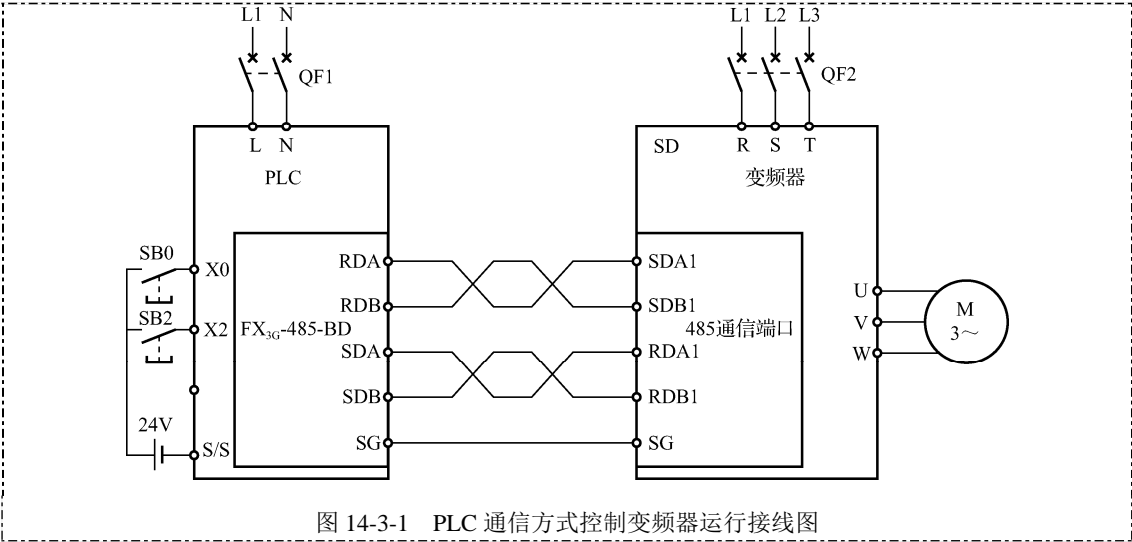 L1 N
L1 L2 L3
QF1
QF2
L N
SD R S T
PLC
变频器
SB0
X0
RDA
SDA1
RDB
SDB1
U
SB2
X2
FX3G-485-BD
485通信端口
V
M
3～
SDA
RDA1
W
SDB
RDB1
24V
S/S
SG
SG
图 14-3-1 PLC 通信方式控制变频器运行接线图